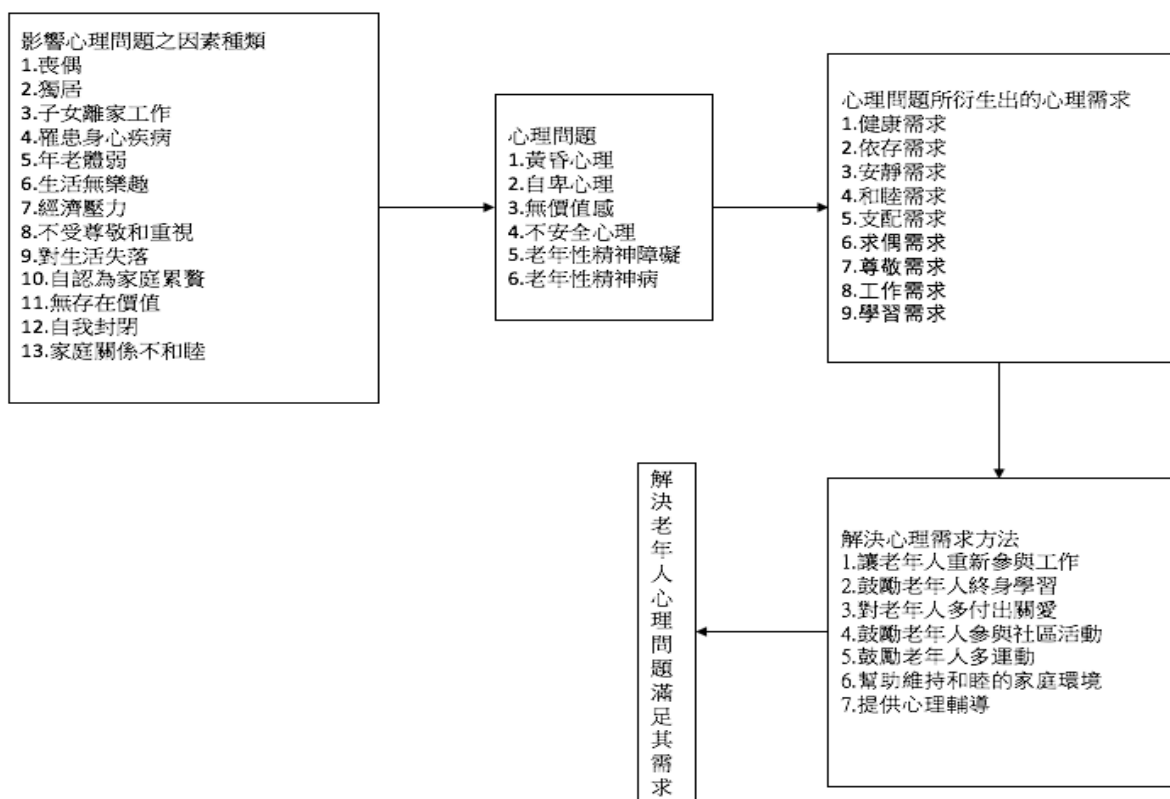 影響心理問題之因素種類
1.喪偶
2.獨居
3.子女離家工作
4.罹患身心疾病
5.年老體弱
6.生活無樂趣
7.經濟壓力
8.不受尊敬和重視
9.對生活失落
10.自認為家庭累贅
11.無存在價值
12.自我封閉
13.家庭關係不和睦
心理問題
1.黃昏心理
2.自卑心理
3.無價值感
4.不安全心理
5.老年性精神障礙
6.老年性精神病
心理問題所衍生出的心理需求
1.健康需求
2.依存需求
3.安靜需求
4.和睦需求
5.支配需求
6.求偶需求
7.尊敬需求
8.工作需求
9.學習需求
解決心理需求方法
1.讓老年人重新參與工作
2.鼓勵老年人終身學習
3.對老年人多付出關愛
4.鼓勵老年人參與社區活動
5.鼓勵老年人多運動
6.幫助維持和睦的家庭環境
7.提供心理輔導
解決老年人心理問題滿足其需求